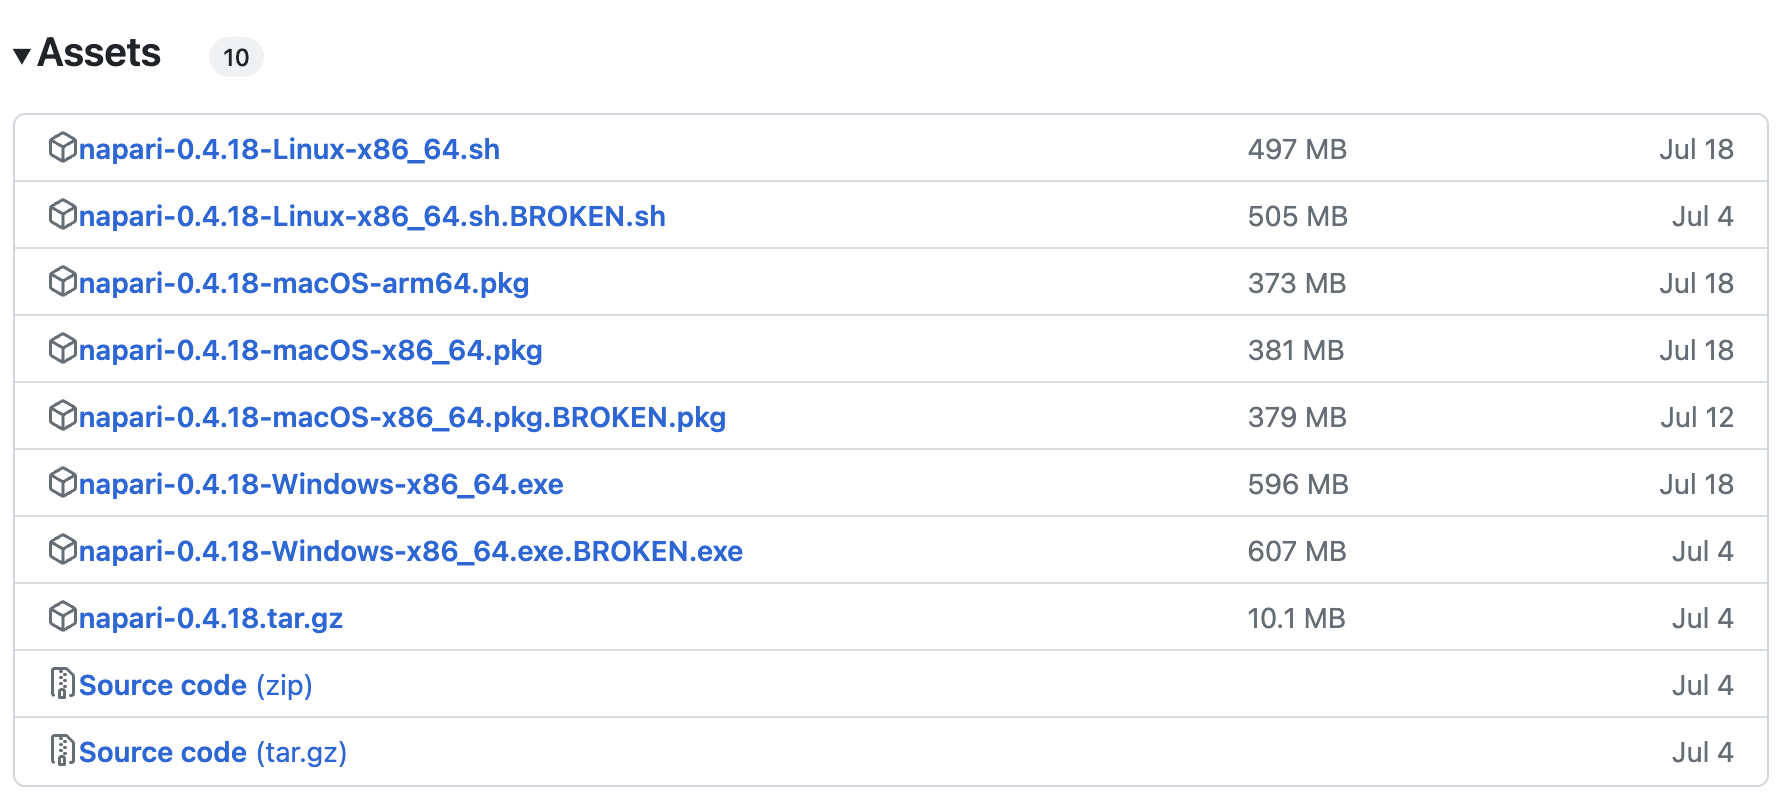 Assets 10
napari-0.4.18-Linux-x86_64.sh 497 MB Jul 18
napari-0.4.18-Linux-x86_64.sh.BROKEN.sh 505 MB Jul 4
napari-0.4.18-macOS-arm64.pkg 373 MB Jul 18
napari-0.4.18-macOS-x86_64.pkg 381 MB Jul 18
napari-0.4.18-macOS-x86_64.pkg.BROKEN.pkg 379 MB Jul 12
napari-0.4.18-Windows-x86_64.exe 596 MB Jul 18
napari-0.4.18-Windows-x86_64.exe.BROKEN.exe 607 MB Jul 4
napari-0.4.18.tar.gz 10.1 MB Jul 4
Source code (zip) Jul 4
Source code (tar.gz) Jul 4